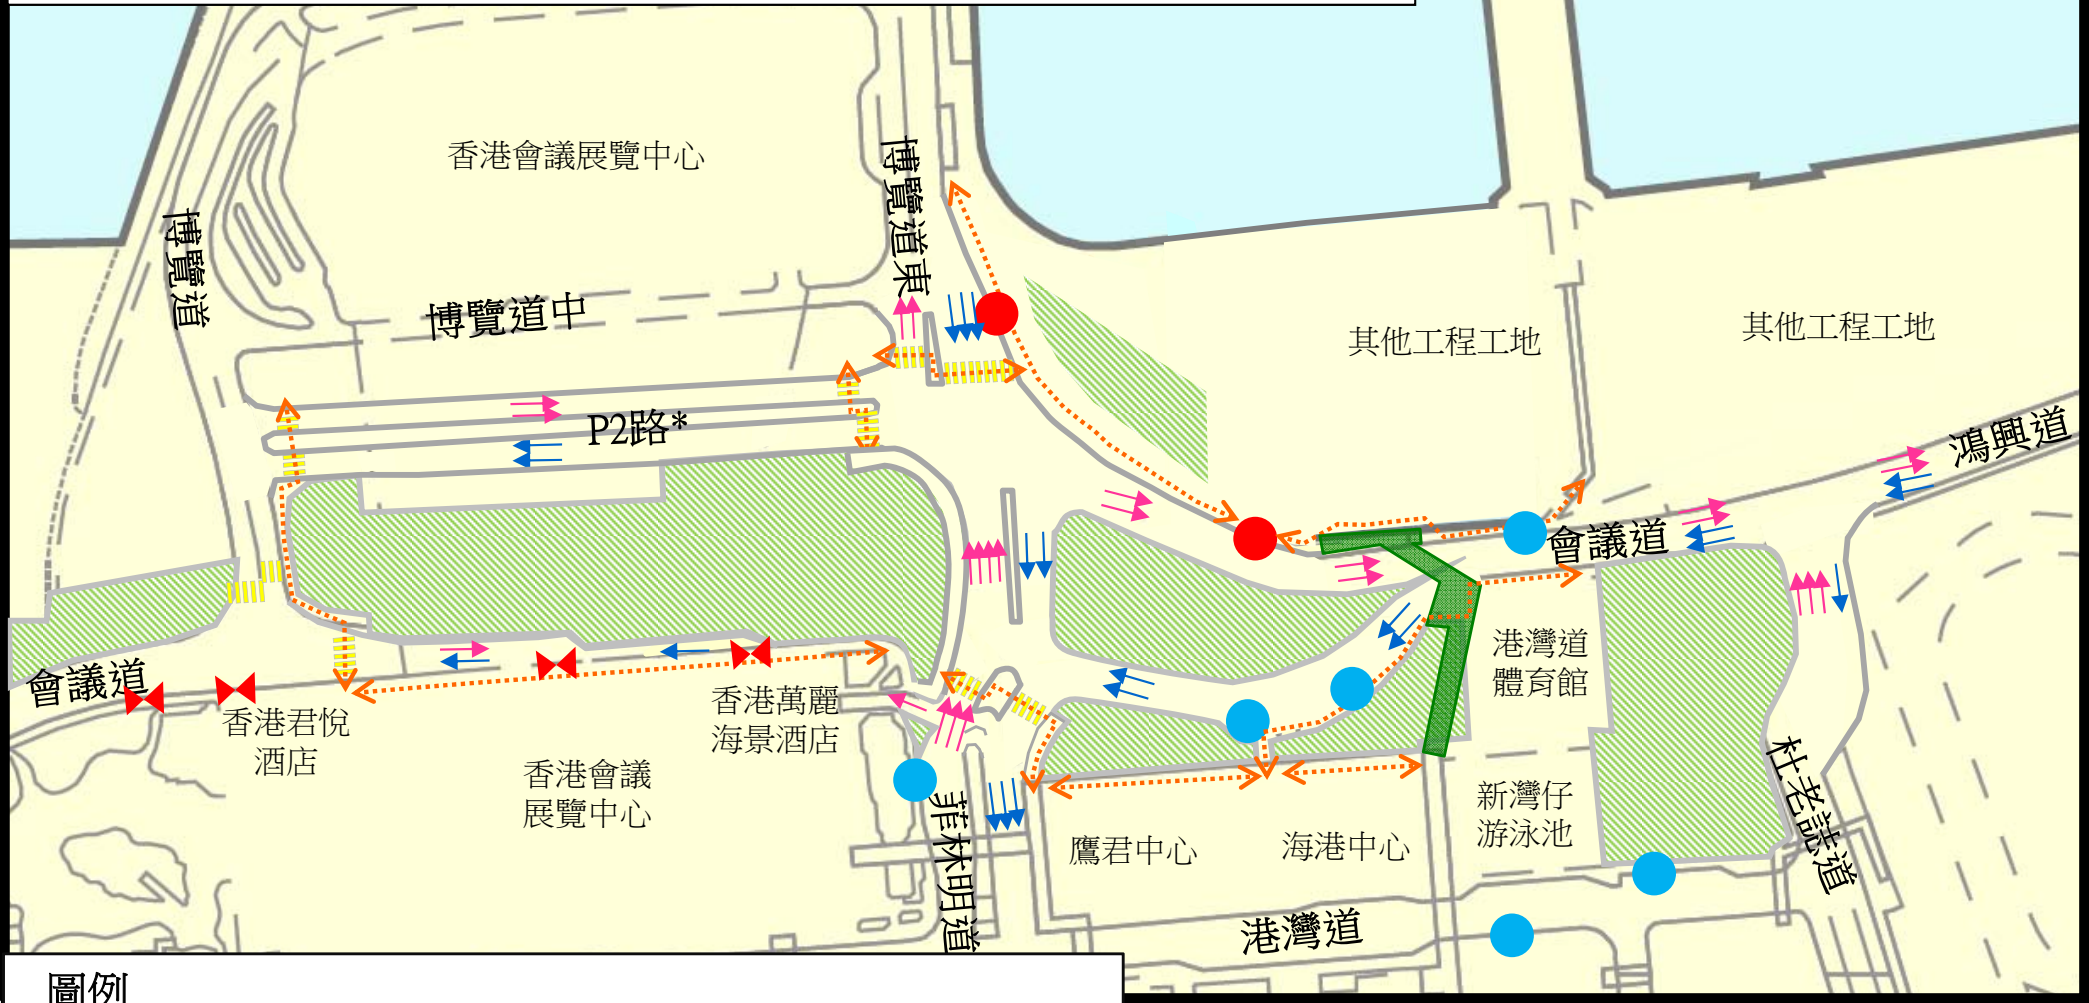 香港會議展覽中心
博覽道東
博覽道
博覽道中
其他工程工地
其他工程工地
P2路*
鴻興道
會議道
港灣道
體育館
會議道
香港君悅
酒店
香港萬麗
海景酒店
香港會議
展覽中心
菲林明道
鷹君中心
海港中心
新灣仔
游泳池
杜老誌道
港灣道
圖例